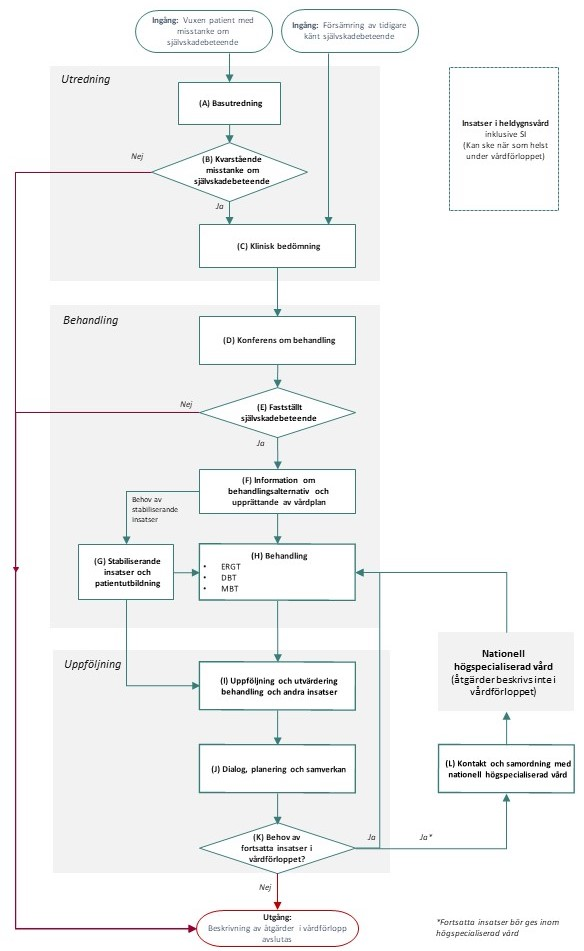 Ingång: Vuxen patient med
misstanke om
självskadebeteende
Ingång: Försämring av tidigare
känt självskadebeteende
Utredning
(A) Basutredning
Insatser i heldygnsvård
inklusive SI
(Kan ske när som helst
under vårdförloppet)
Nej
(B) Kvarstående
misstanke om
självskadebeteende
Ja
(C) Klinisk bedömning
Behandling
(D) Konferens om behandling
Nej
(E) Fastställt
självskadebeteende
Ja
(F) Information om
behandlingsalternativ och
upprättande av vårdplan
Behov av
stabiliserande
insatser
(G) Stabiliserande
insatser och
patientutbildning
(H) Behandling
• ERGT
• DBT
• MBT
Uppföljning
Nationell
högspecialiserad vård
(åtgärder beskrivs inte i
vårdförloppet)
(I) Uppföljning och utvärdering
behandling och andra insatser
(J) Dialog, planering och samverkan
(L) Kontakt och samordning med
nationell högspecialiserad vård
(K) Behov av
fortsatta insatser i
vårdförloppet?
Ja
Ja*
Nej
Utgång:
Beskrivning av åtgärder i vårdförlopp
avslutas
*Fortsatta insatser bör ges inom
högspecialiserad vård